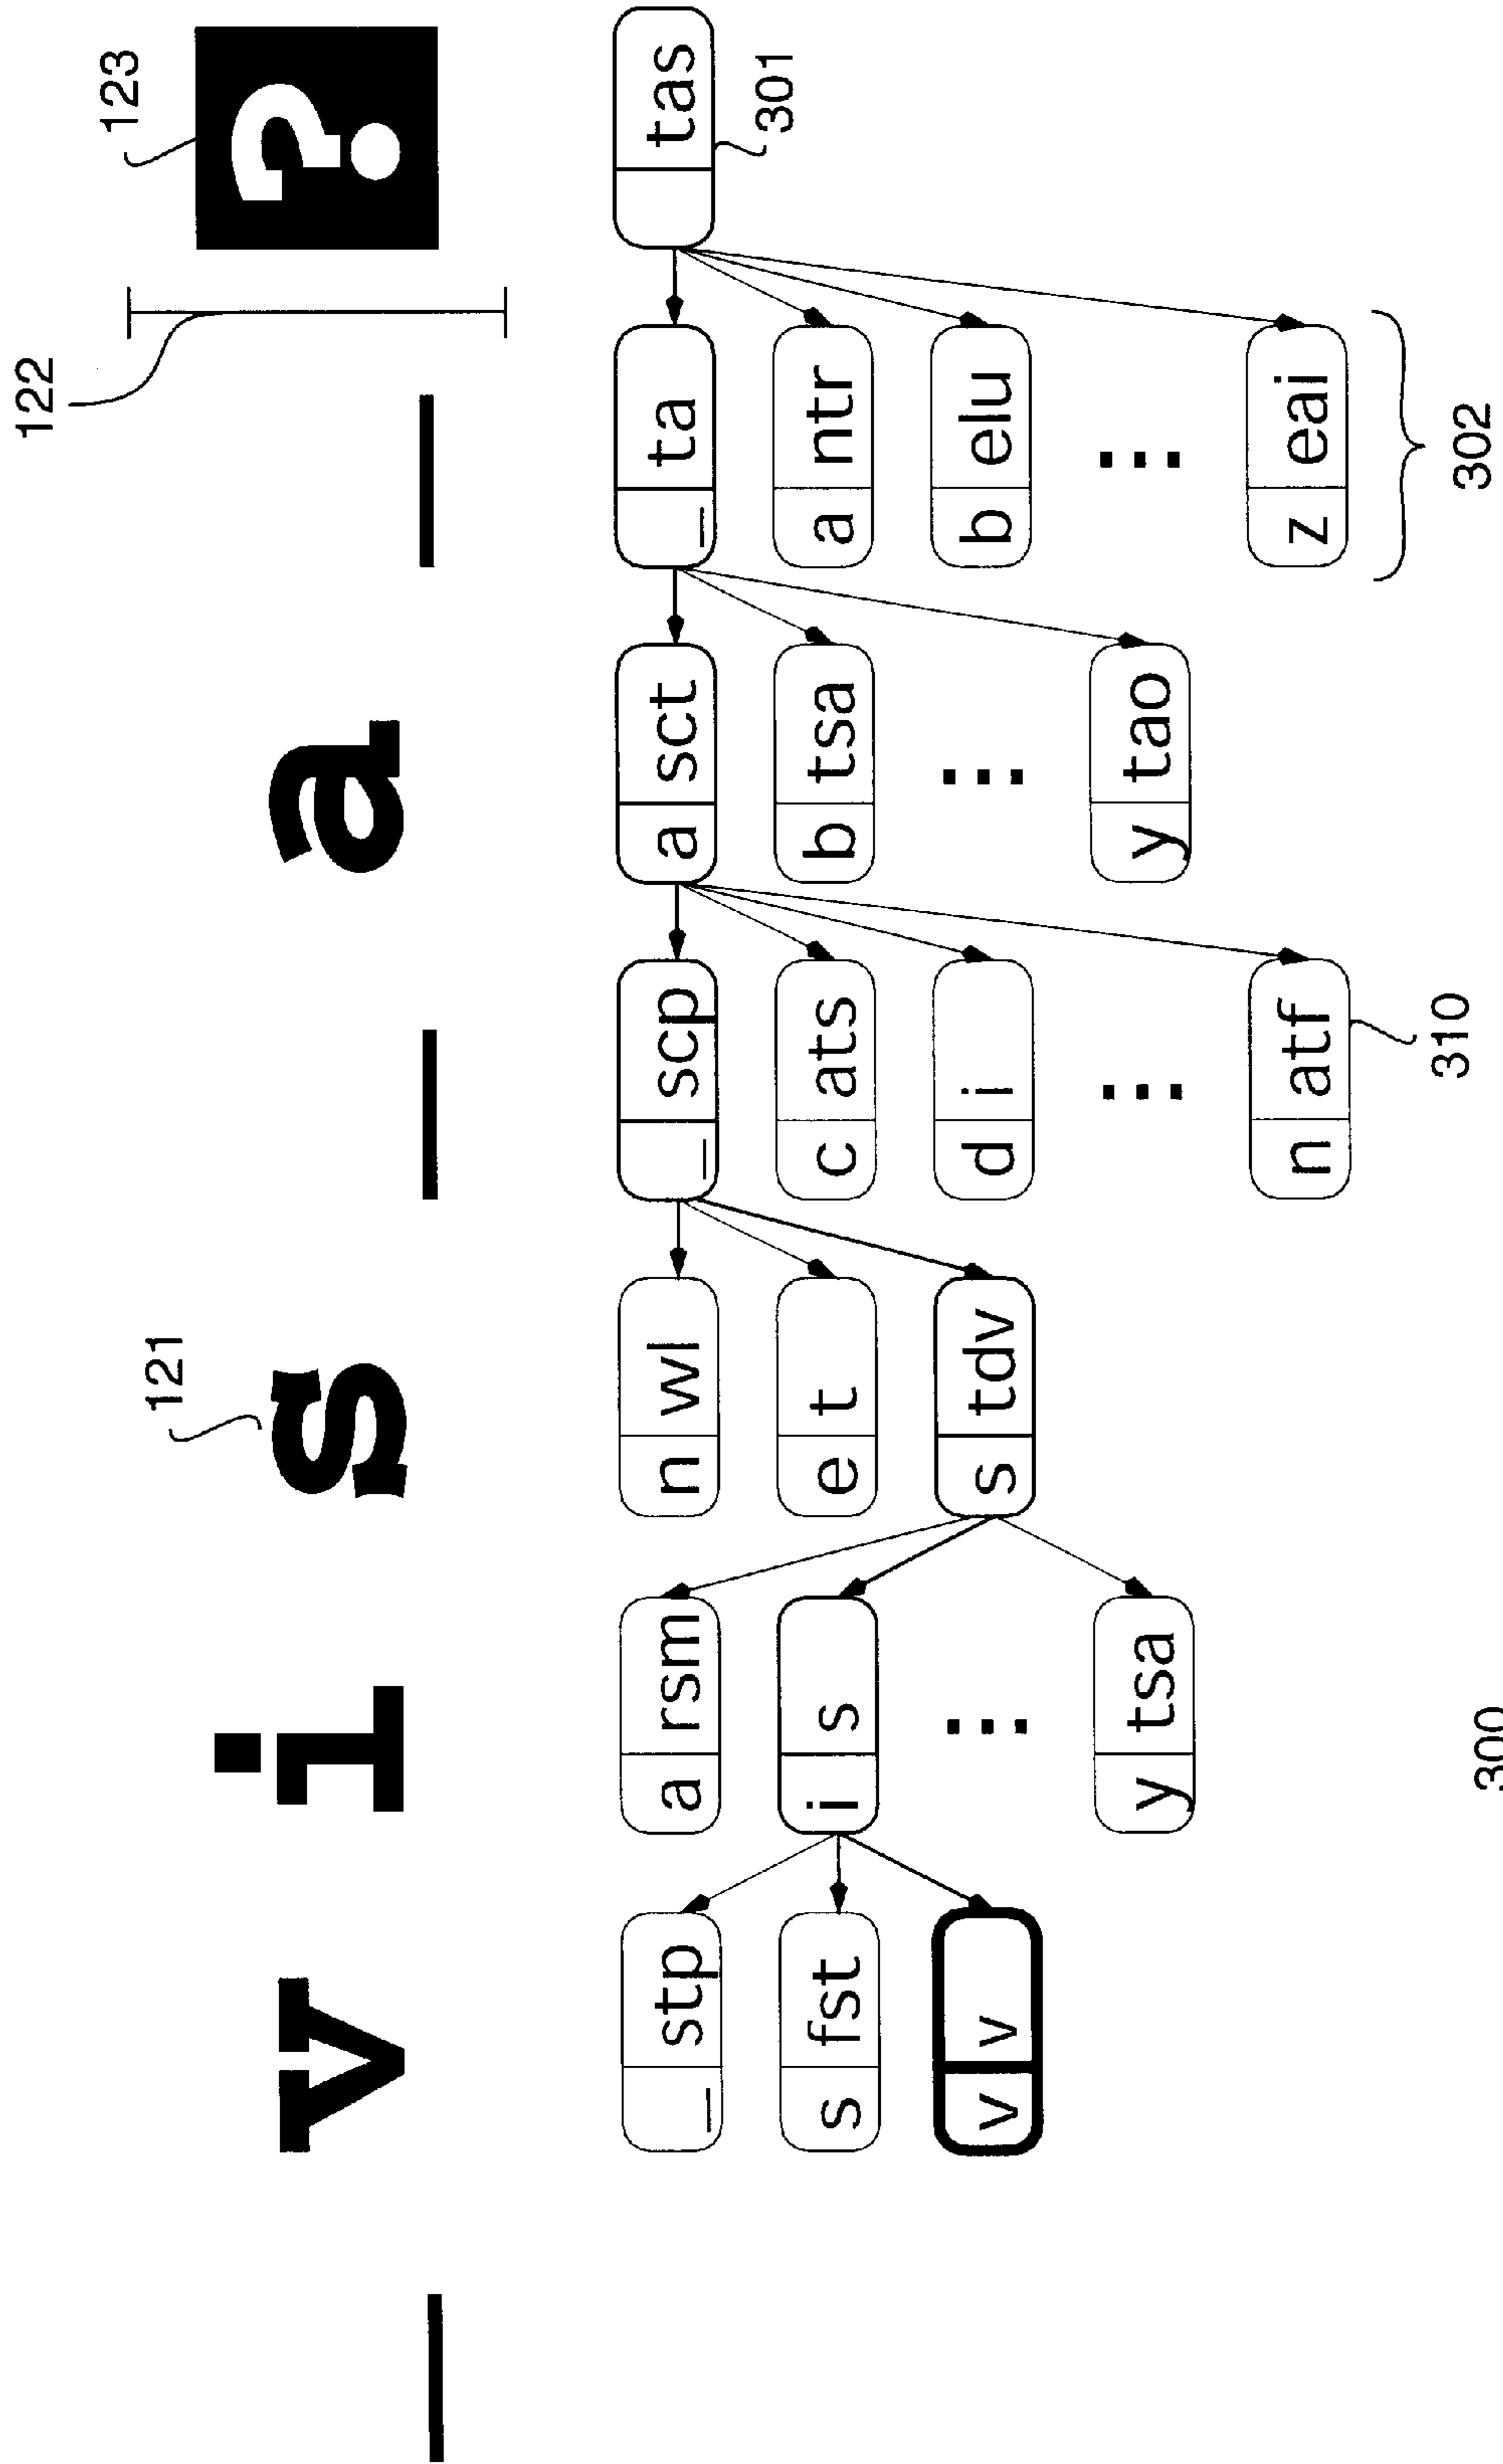 122
123
121
_ v i s _ a _ ?
_ stp a rsm n wl _ scp a sct _ ta tas
301
s fst i s e t c ats b tsa a ntr
v v s tdv d i ⋮ b elu
⋮ y tsa ⋮ y tao ⋮
n atf z eai
310
302
300